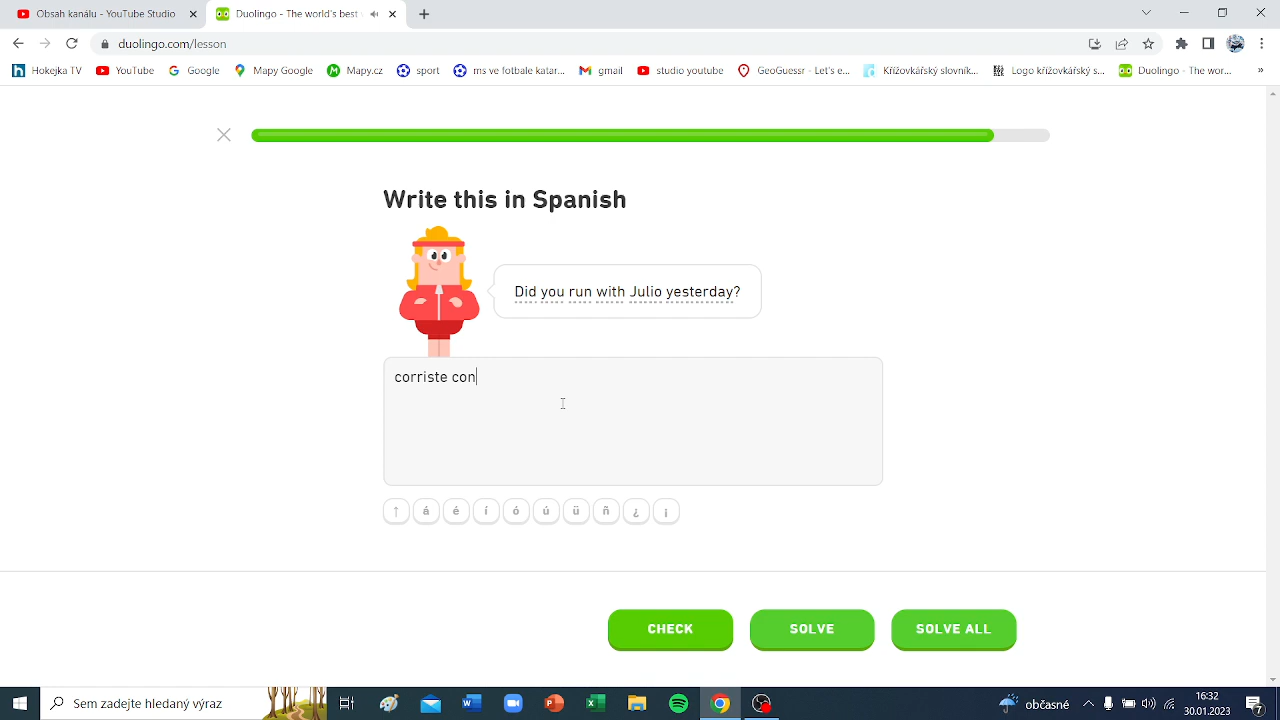 Obsah kanálu - YouTube Studio
Duolingo - The world's best
duolingo.com/lesson
Hokejka TV YouTube Google Mapy Google Mapy.cz sport ms ve fotbale ‑ star... gmail studio youtube GeoGuessr - Let's e... Křížovkářský slovník... Logo křížovkářský s... Duolingo - The wor... »
Write this in Spanish
Did you run with Julio yesterday?
corriste con
↑ á é í ó ú ü ñ ¿ ¡
CHECK SOLVE SOLVE ALL
Sem zadejte hledaný výraz
Občasné
16:32
30.01.2023